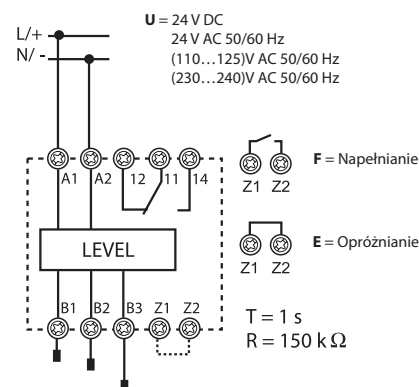 L/+
N/ -
U = 24 V DC
24 V AC 50/60 Hz
(110...125)V AC 50/60 Hz
(230...240)V AC 50/60 Hz
A1 A2 12 11 14
Z1 Z2
F = Napełnianie
LEVEL
Z1 Z2
E = Opróżnianie
B1 B2 B3 Z1 Z2
T = 1 s
R = 150 k Ω